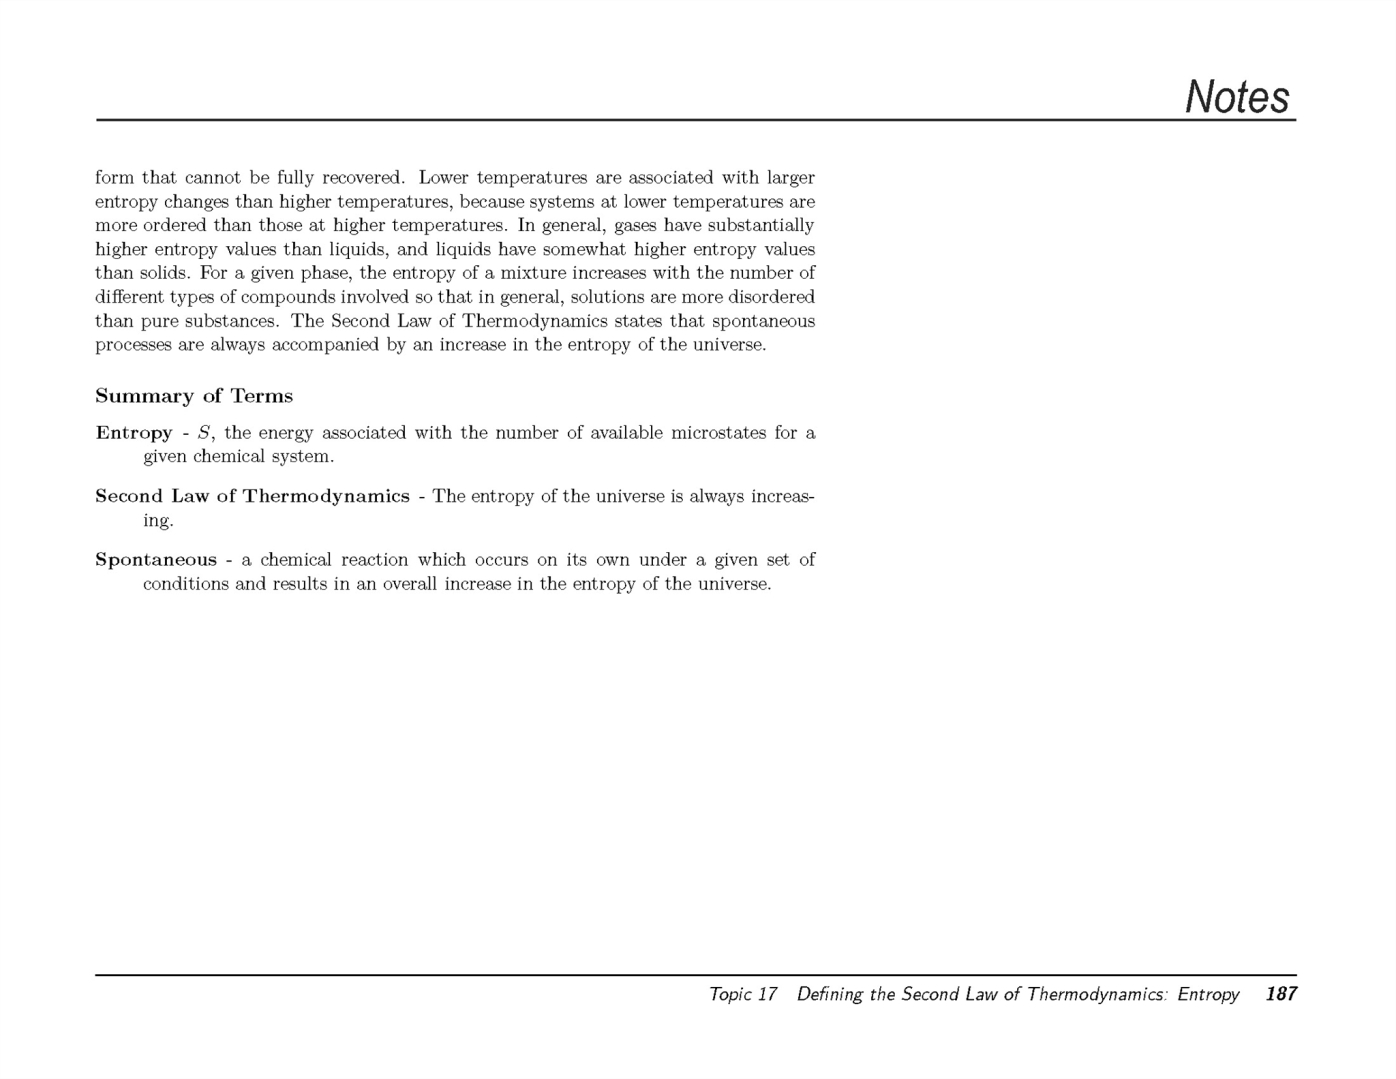 Notes
form that cannot be fully recovered. Lower temperatures are associated with larger
entropy changes than higher temperatures, because systems at lower temperatures are
more ordered than those at higher temperatures. In general, gases have substantially
higher entropy values than liquids, and liquids have somewhat higher entropy values
than solids. For a given phase, the entropy of a mixture increases with the number of
different types of compounds involved so that in general, solutions are more disordered
than pure substances. The Second Law of Thermodynamics states that spontaneous
processes are always accompanied by an increase in the entropy of the universe.
Summary of Terms
Entropy - S, the energy associated with the number of available microstates for a
given chemical system.
Second Law of Thermodynamics - The entropy of the universe is always increas-
ing.
Spontaneous - a chemical reaction which occurs on its own under a given set of
conditions and results in an overall increase in the entropy of the universe.
Topic 17 Defining the Second Law of Thermodynamics: Entropy 187